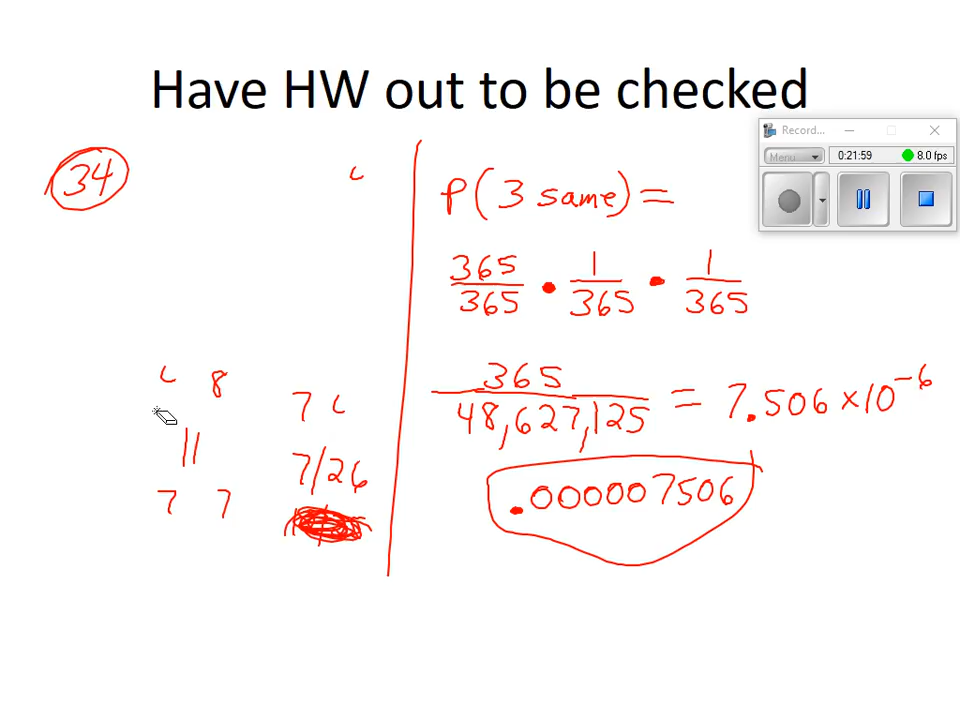 Have HW out to be checked
Record...
Menu
0:21:59
8.0 fps
34
8
7
11
7/26
7 7
P(3 same) =
365/365 • 1/365 • 1/365
365/48,627,125 = 7.506 × 10⁻⁶
.000007506